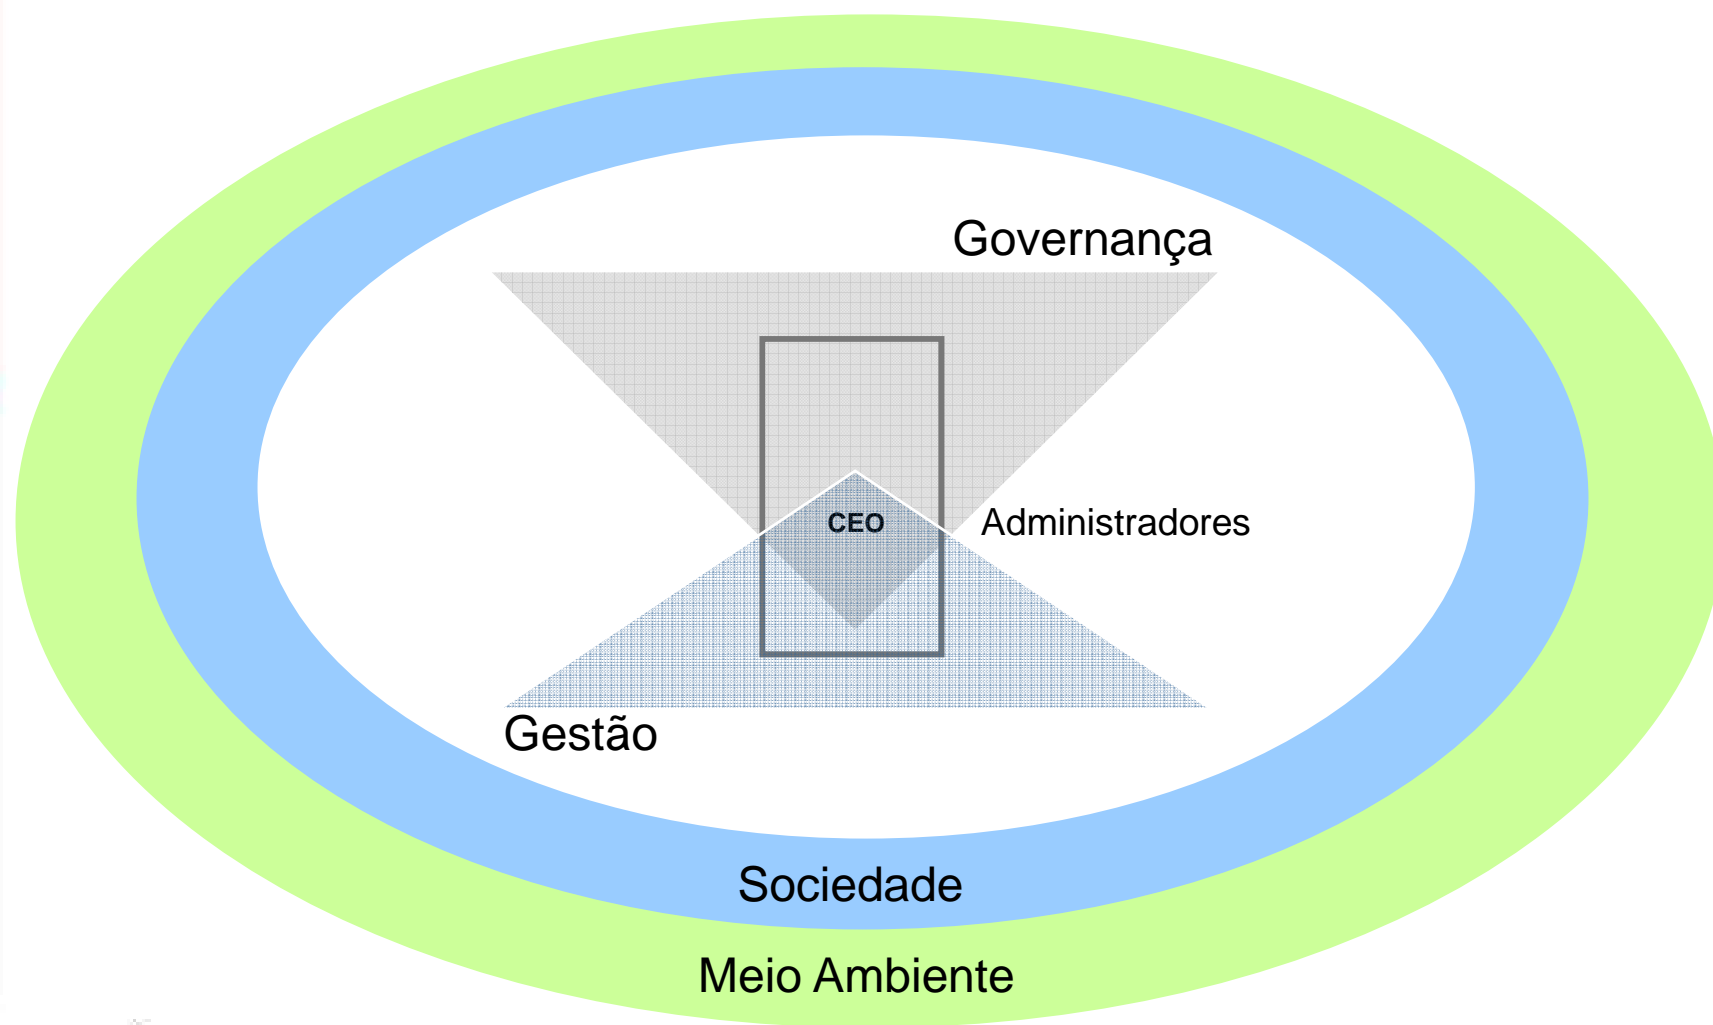 Governança
CEO
Administradores
Gestão
Sociedade
Meio Ambiente